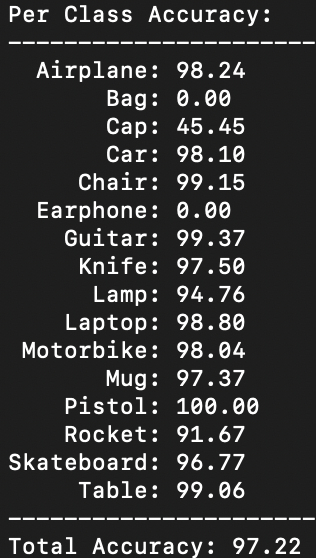 Per Class Accuracy:
----------------------
Airplane: 98.24
Bag: 0.00
Cap: 45.45
Car: 98.10
Chair: 99.15
Earphone: 0.00
Guitar: 99.37
Knife: 97.50
Lamp: 94.76
Laptop: 98.80
Motorbike: 98.04
Mug: 97.37
Pistol: 100.00
Rocket: 91.67
Skateboard: 96.77
Table: 99.06
----------------------
Total Accuracy: 97.22